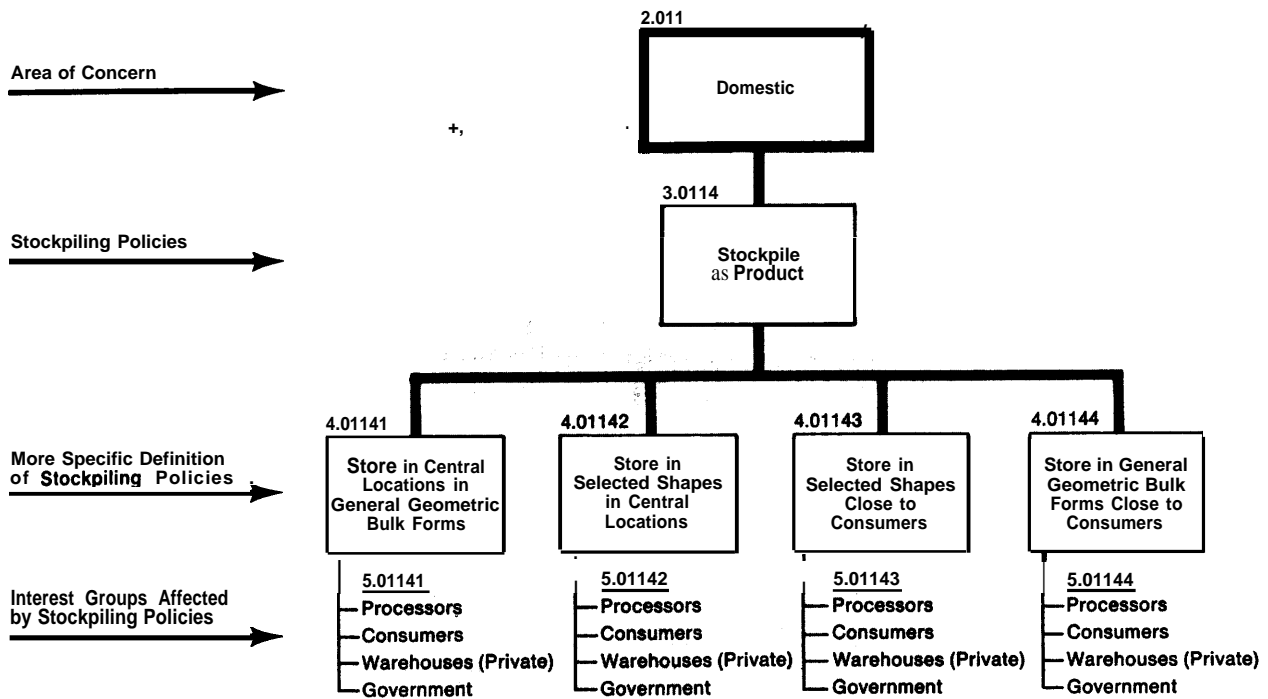 2.011
Area of Concern
Domestic
+,
3.0114
Stockpiling Policies
Stockpile
as Product
4.01141
4.01142
4.01143
4.01144
More Specific Definition
of Stockpiling Policies .
Store in Central
Locations in
General Geometric
Bulk Forms
Store in
Selected Shapes
in Central
Locations
Store in
Selected Shapes
Close to
Consumers
Store in General
Geometric Bulk
Forms Close to
Consumers
Interest Groups Affected
by Stockpiling Policies
5.01141
Processors
Consumers
Warehouses (Private)
Government
5.01142
Processors
Consumers
Warehouses (Private)
Government
5.01143
Processors
Consumers
Warehouses (Private)
Government
5.01144
Processors
Consumers
Warehouses (Private)
Government